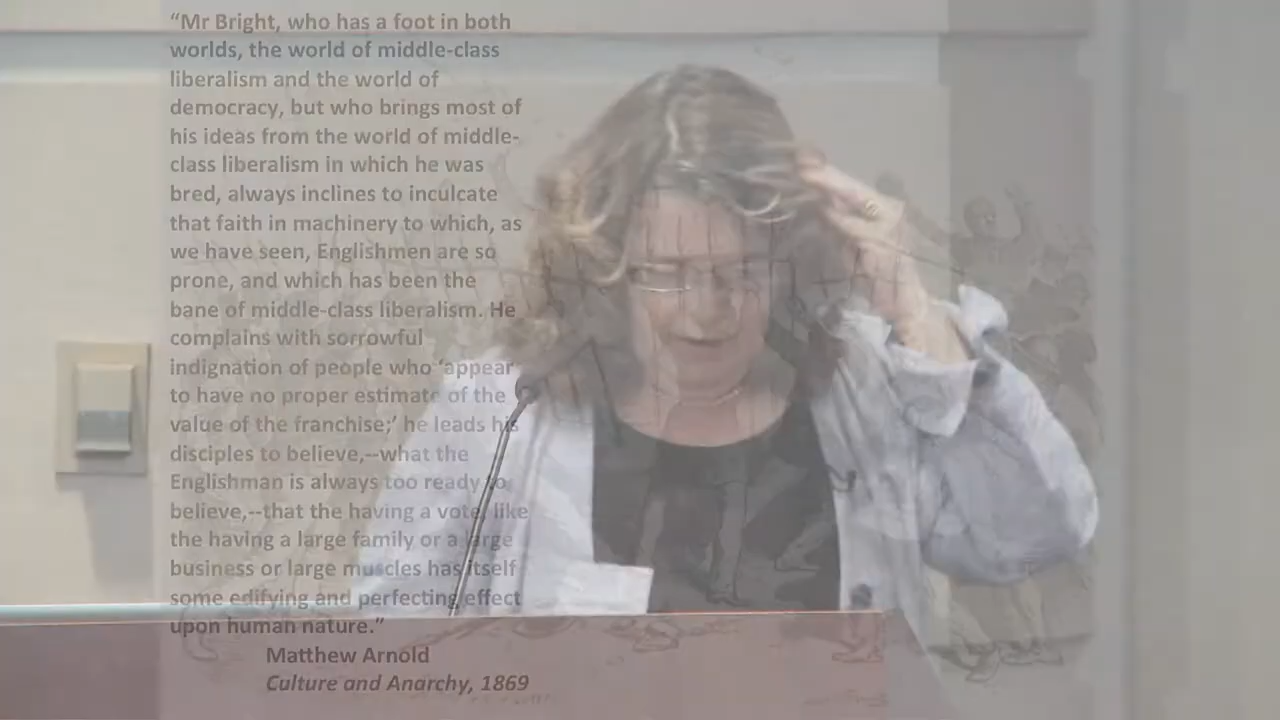 “Mr Bright, who has a foot in both
worlds, the world of middle-class
liberalism and the world of
democracy, but who brings most of
his ideas from the world of middle-
class liberalism in which he was
bred, always inclines to inculcate
that faith in machinery to which, as
we have seen, Englishmen are so
prone, and which has been the
bane of middle-class liberalism. He
complains with sorrowful
indignation of people who ‘appear
to have no proper estimate of the
value of the franchise;’ he leads his
disciples to believe,--what the
Englishman is always too ready to
believe,--that the having a vote, like
the having a large family or a large
business or large muscles has itself
some edifying and perfecting effect
upon human nature.”
Matthew Arnold
Culture and Anarchy, 1869